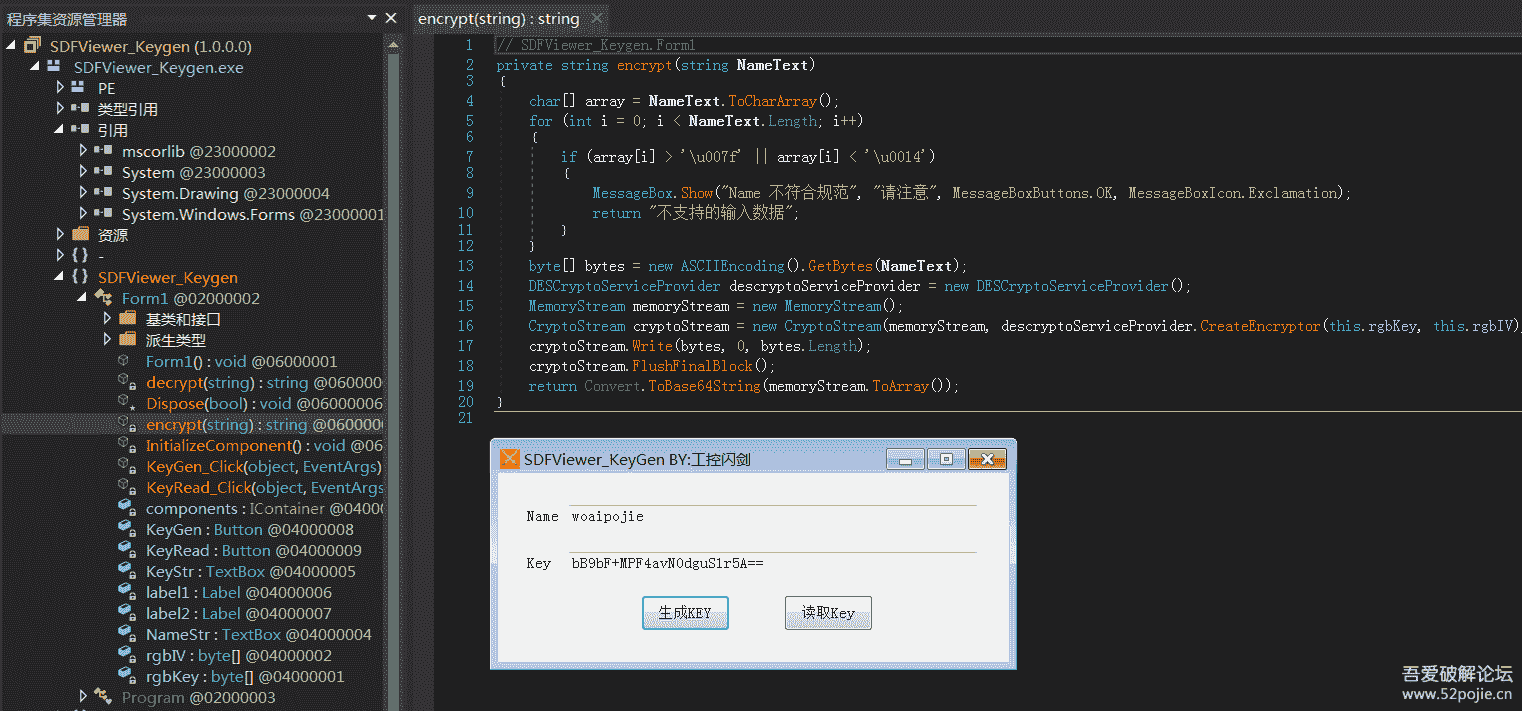 程序集资源管理器
SDFViewer_Keygen (1.0.0.0)
SDFViewer_Keygen.exe
PE
类型引用
引用
mscorlib @23000002
System @23000003
System.Drawing @23000004
System.Windows.Forms @23000001
资源
{ } -
{ } SDFViewer_Keygen
Form1 @02000002
基类和接口
派生类型
Form1() : void @06000001
decrypt(string) : string @060000
Dispose(bool) : void @06000006
encrypt(string) : string @060000
InitializeComponent() : void @06
KeyGen_Click(object, EventArgs)
KeyRead_Click(object, EventArgs
components : IContainer @0400
KeyGen : Button @04000008
KeyRead : Button @04000009
KeyStr : TextBox @04000005
label1 : Label @04000006
label2 : Label @04000007
NameStr : TextBox @04000004
rgbIV : byte[] @04000002
rgbKey : byte[] @04000001
Program @02000003
encrypt(string) : string
1 // SDFViewer_Keygen.Form1
2 private string encrypt(string NameText)
3 {
4 char[] array = NameText.ToCharArray();
5 for (int i = 0; i < NameText.Length; i++)
6 {
7 if (array[i] > '\u007f' || array[i] < '\u0014')
8 {
9 MessageBox.Show("Name 不符合规范", "请注意", MessageBoxButtons.OK, MessageBoxIcon.Exclamation);
10 return "不支持的输入数据";
11 }
12 }
13 byte[] bytes = new ASCIIEncoding().GetBytes(NameText);
14 DESCryptoServiceProvider descryptoServiceProvider = new DESCryptoServiceProvider();
15 MemoryStream memoryStream = new MemoryStream();
16 CryptoStream cryptoStream = new CryptoStream(memoryStream, descryptoServiceProvider.CreateEncryptor(this.rgbKey, this.rgbIV)
17 cryptoStream.Write(bytes, 0, bytes.Length);
18 cryptoStream.FlushFinalBlock();
19 return Convert.ToBase64String(memoryStream.ToArray());
20 }
21
SDFViewer_KeyGen BY:工控闪剑
Name woaipojie
Key bB9bF+MPF4avN0dguS1r5A==
生成KEY 读取Key
吾爱破解论坛
www.52pojie.cn